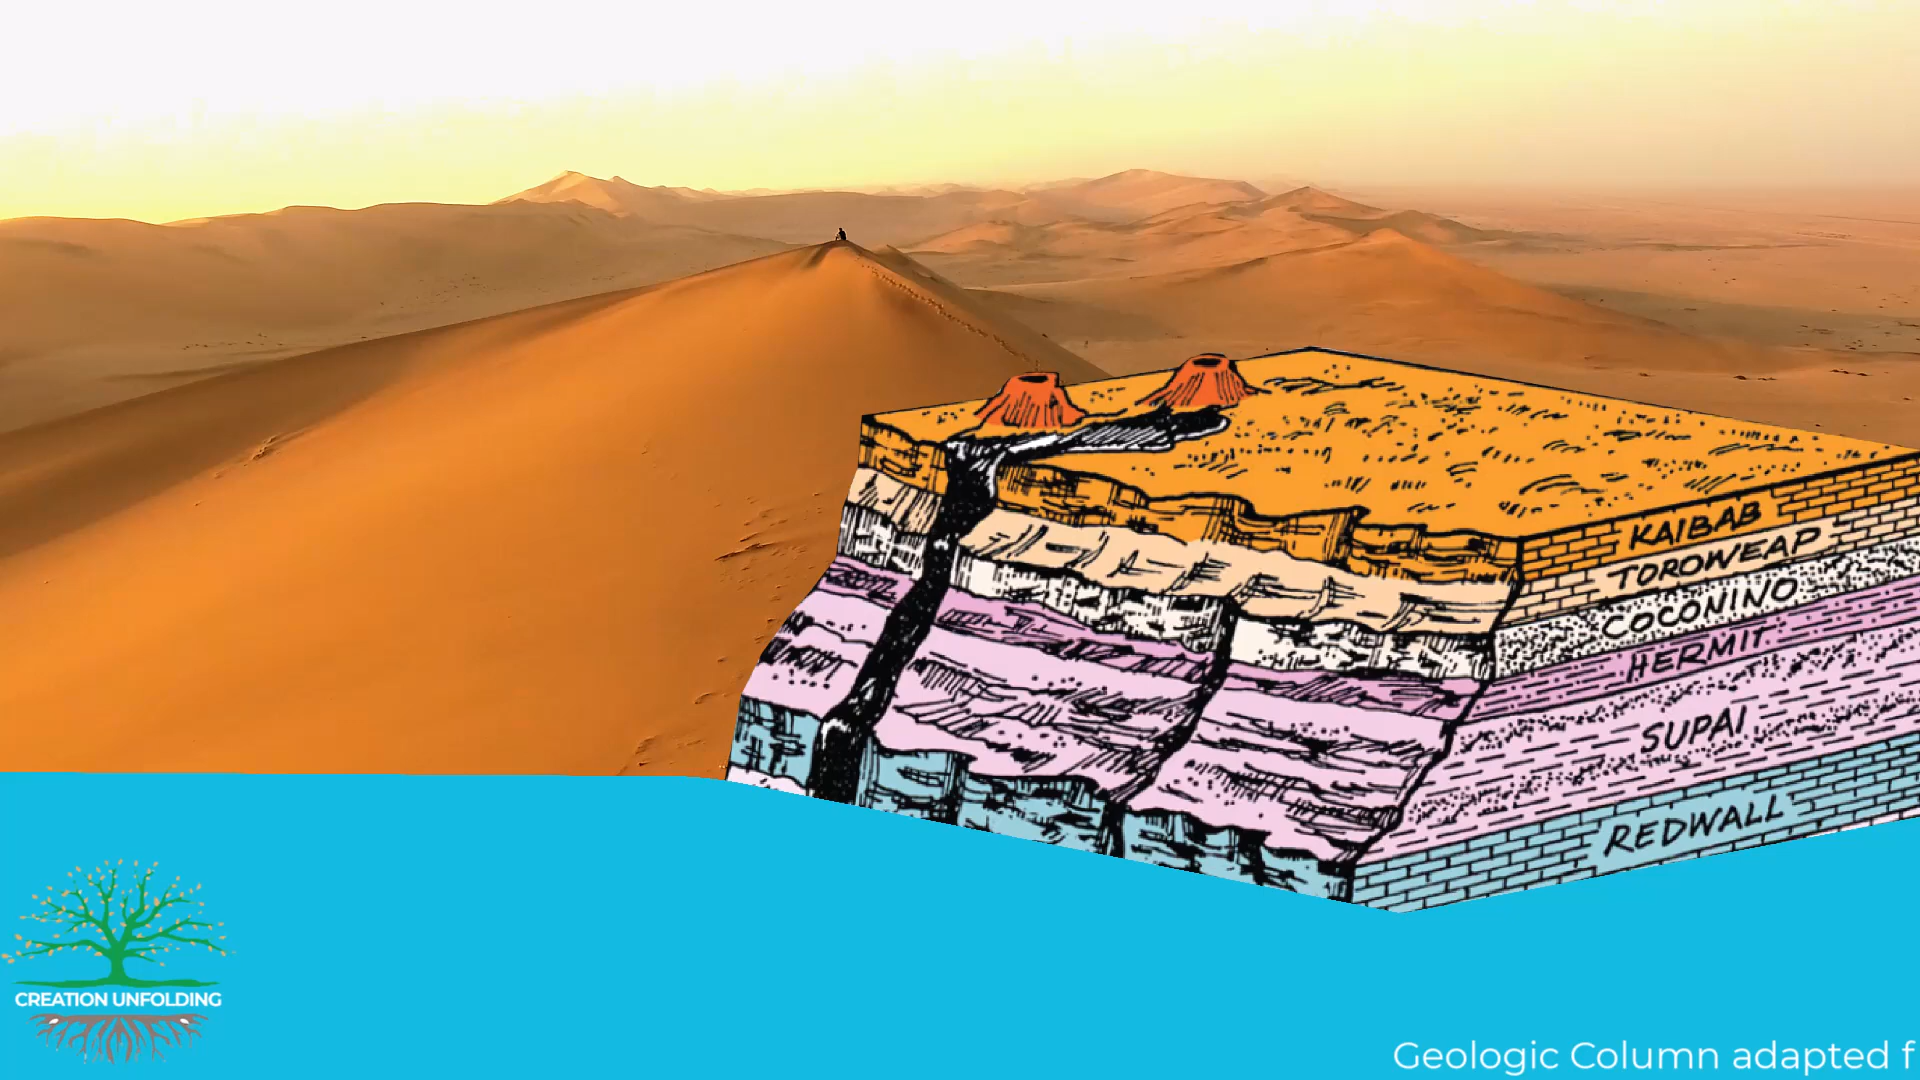 KAIBAB
TOROWEAP
COCONINO
HERMIT
SUPAI
REDWALL
CREATION UNFOLDING
Geologic Column adapted f